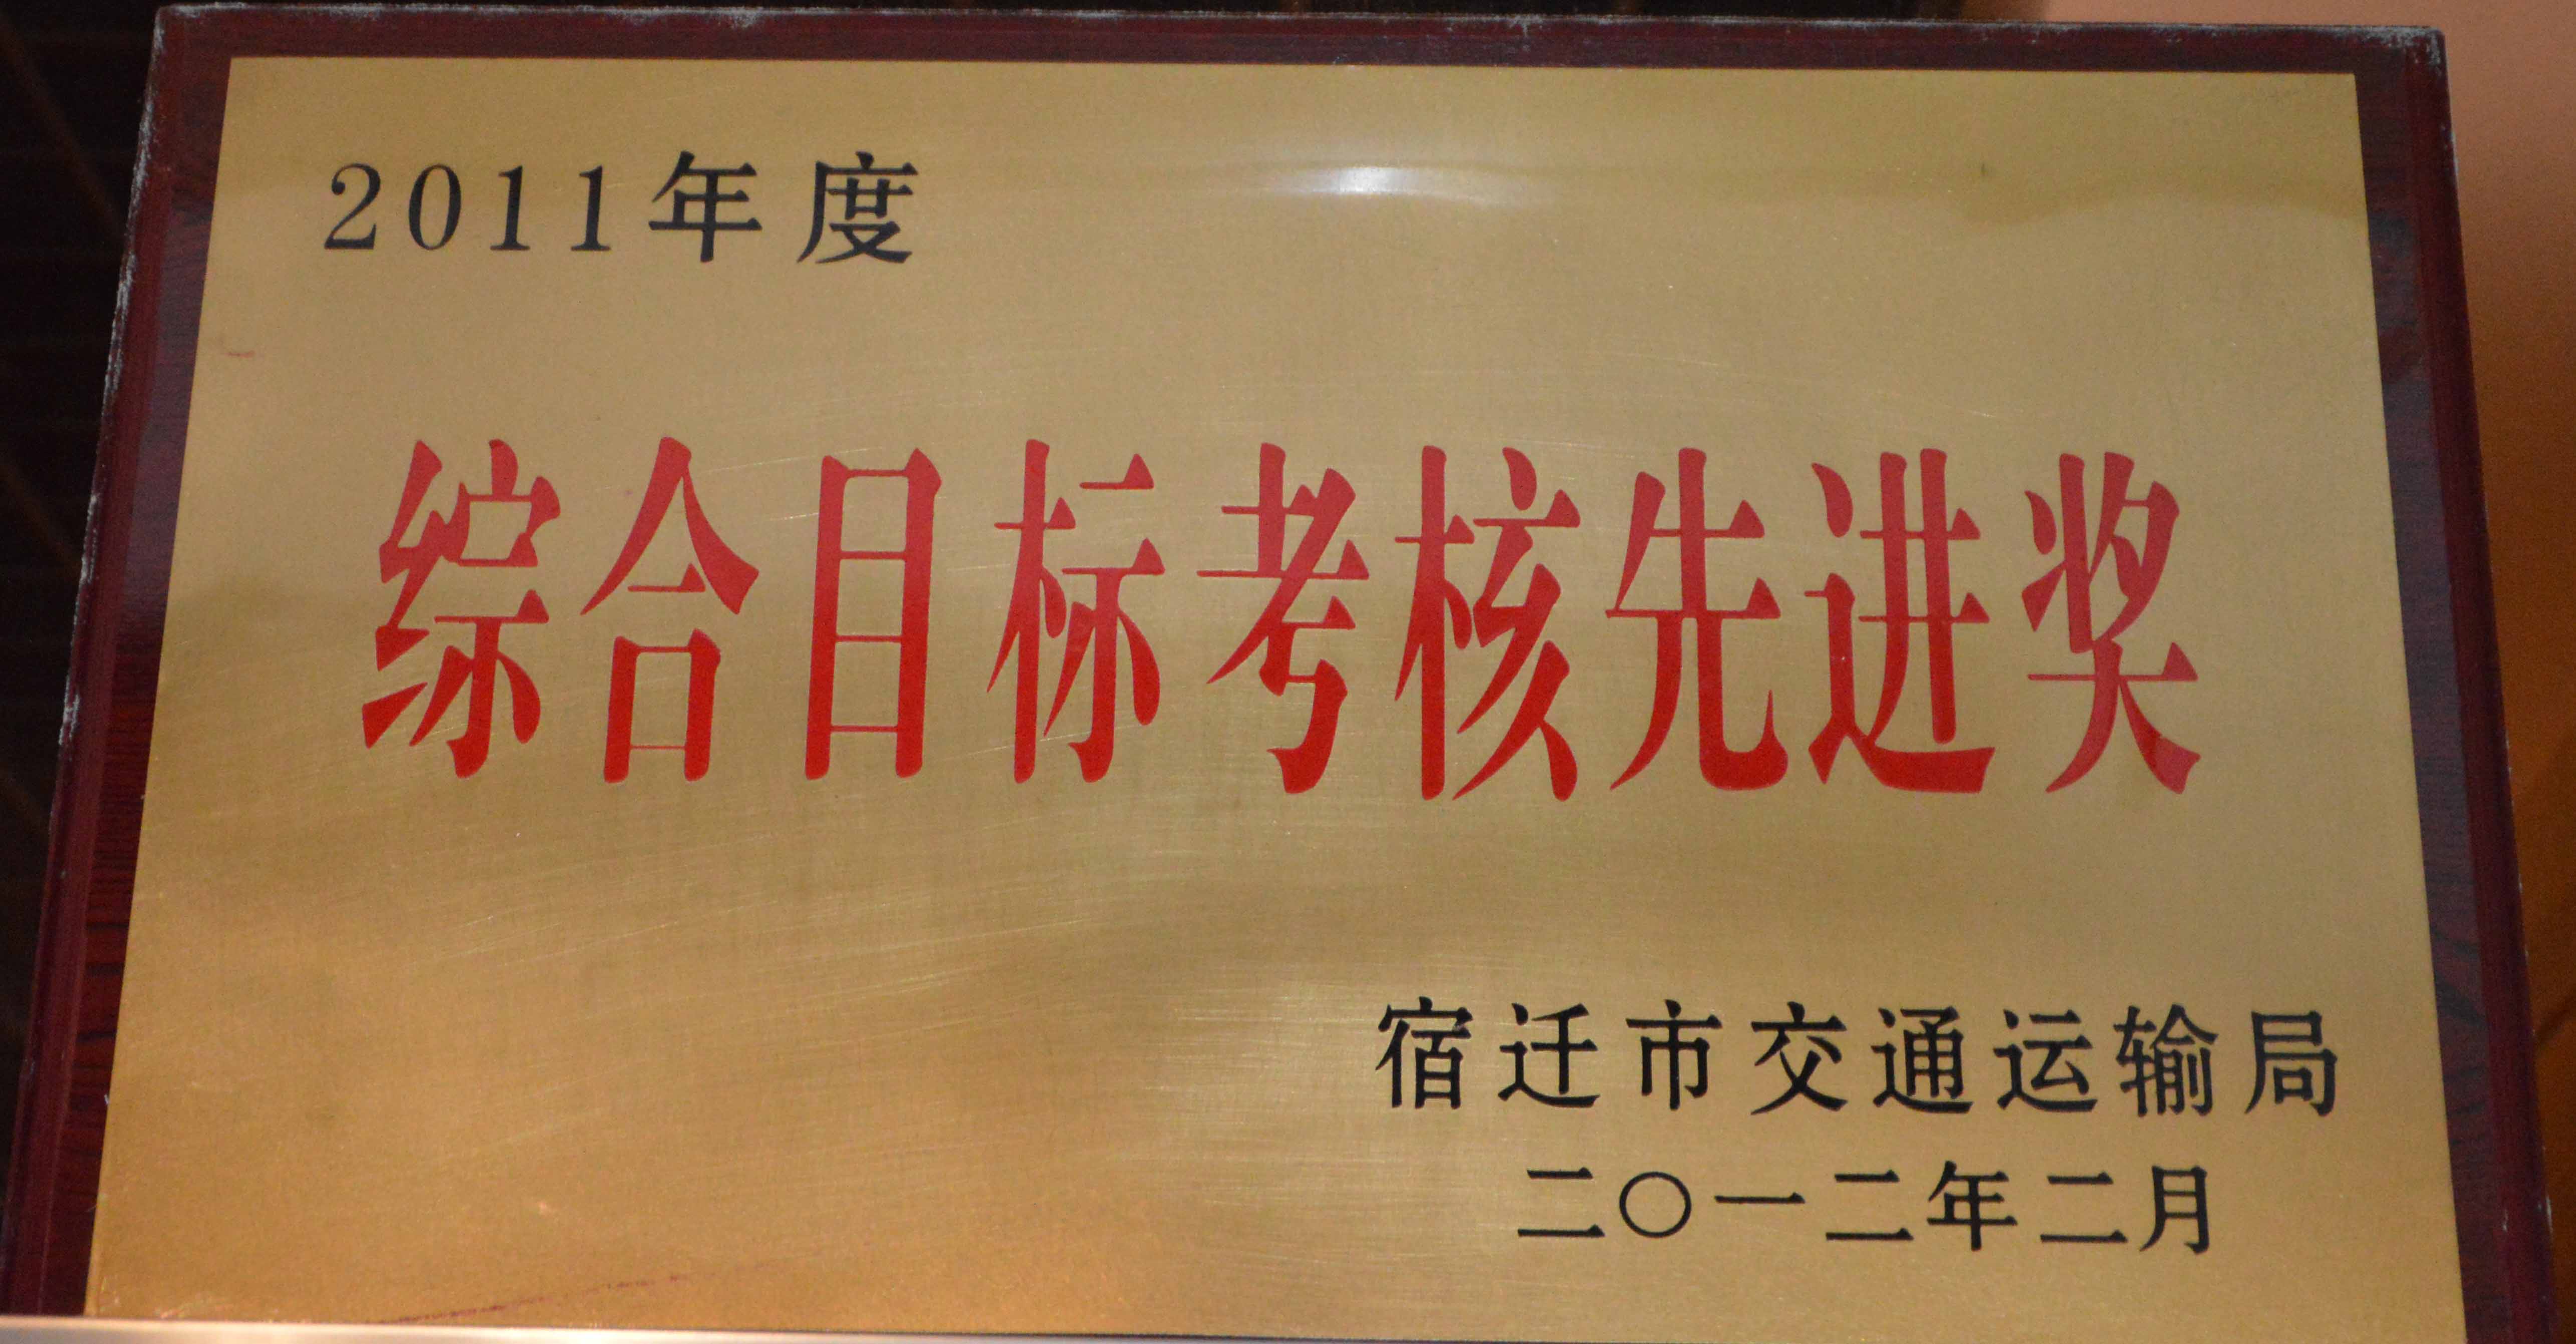 2011年度
综合目标考核先进奖
宿迁市交通运输局
二〇一二年二月